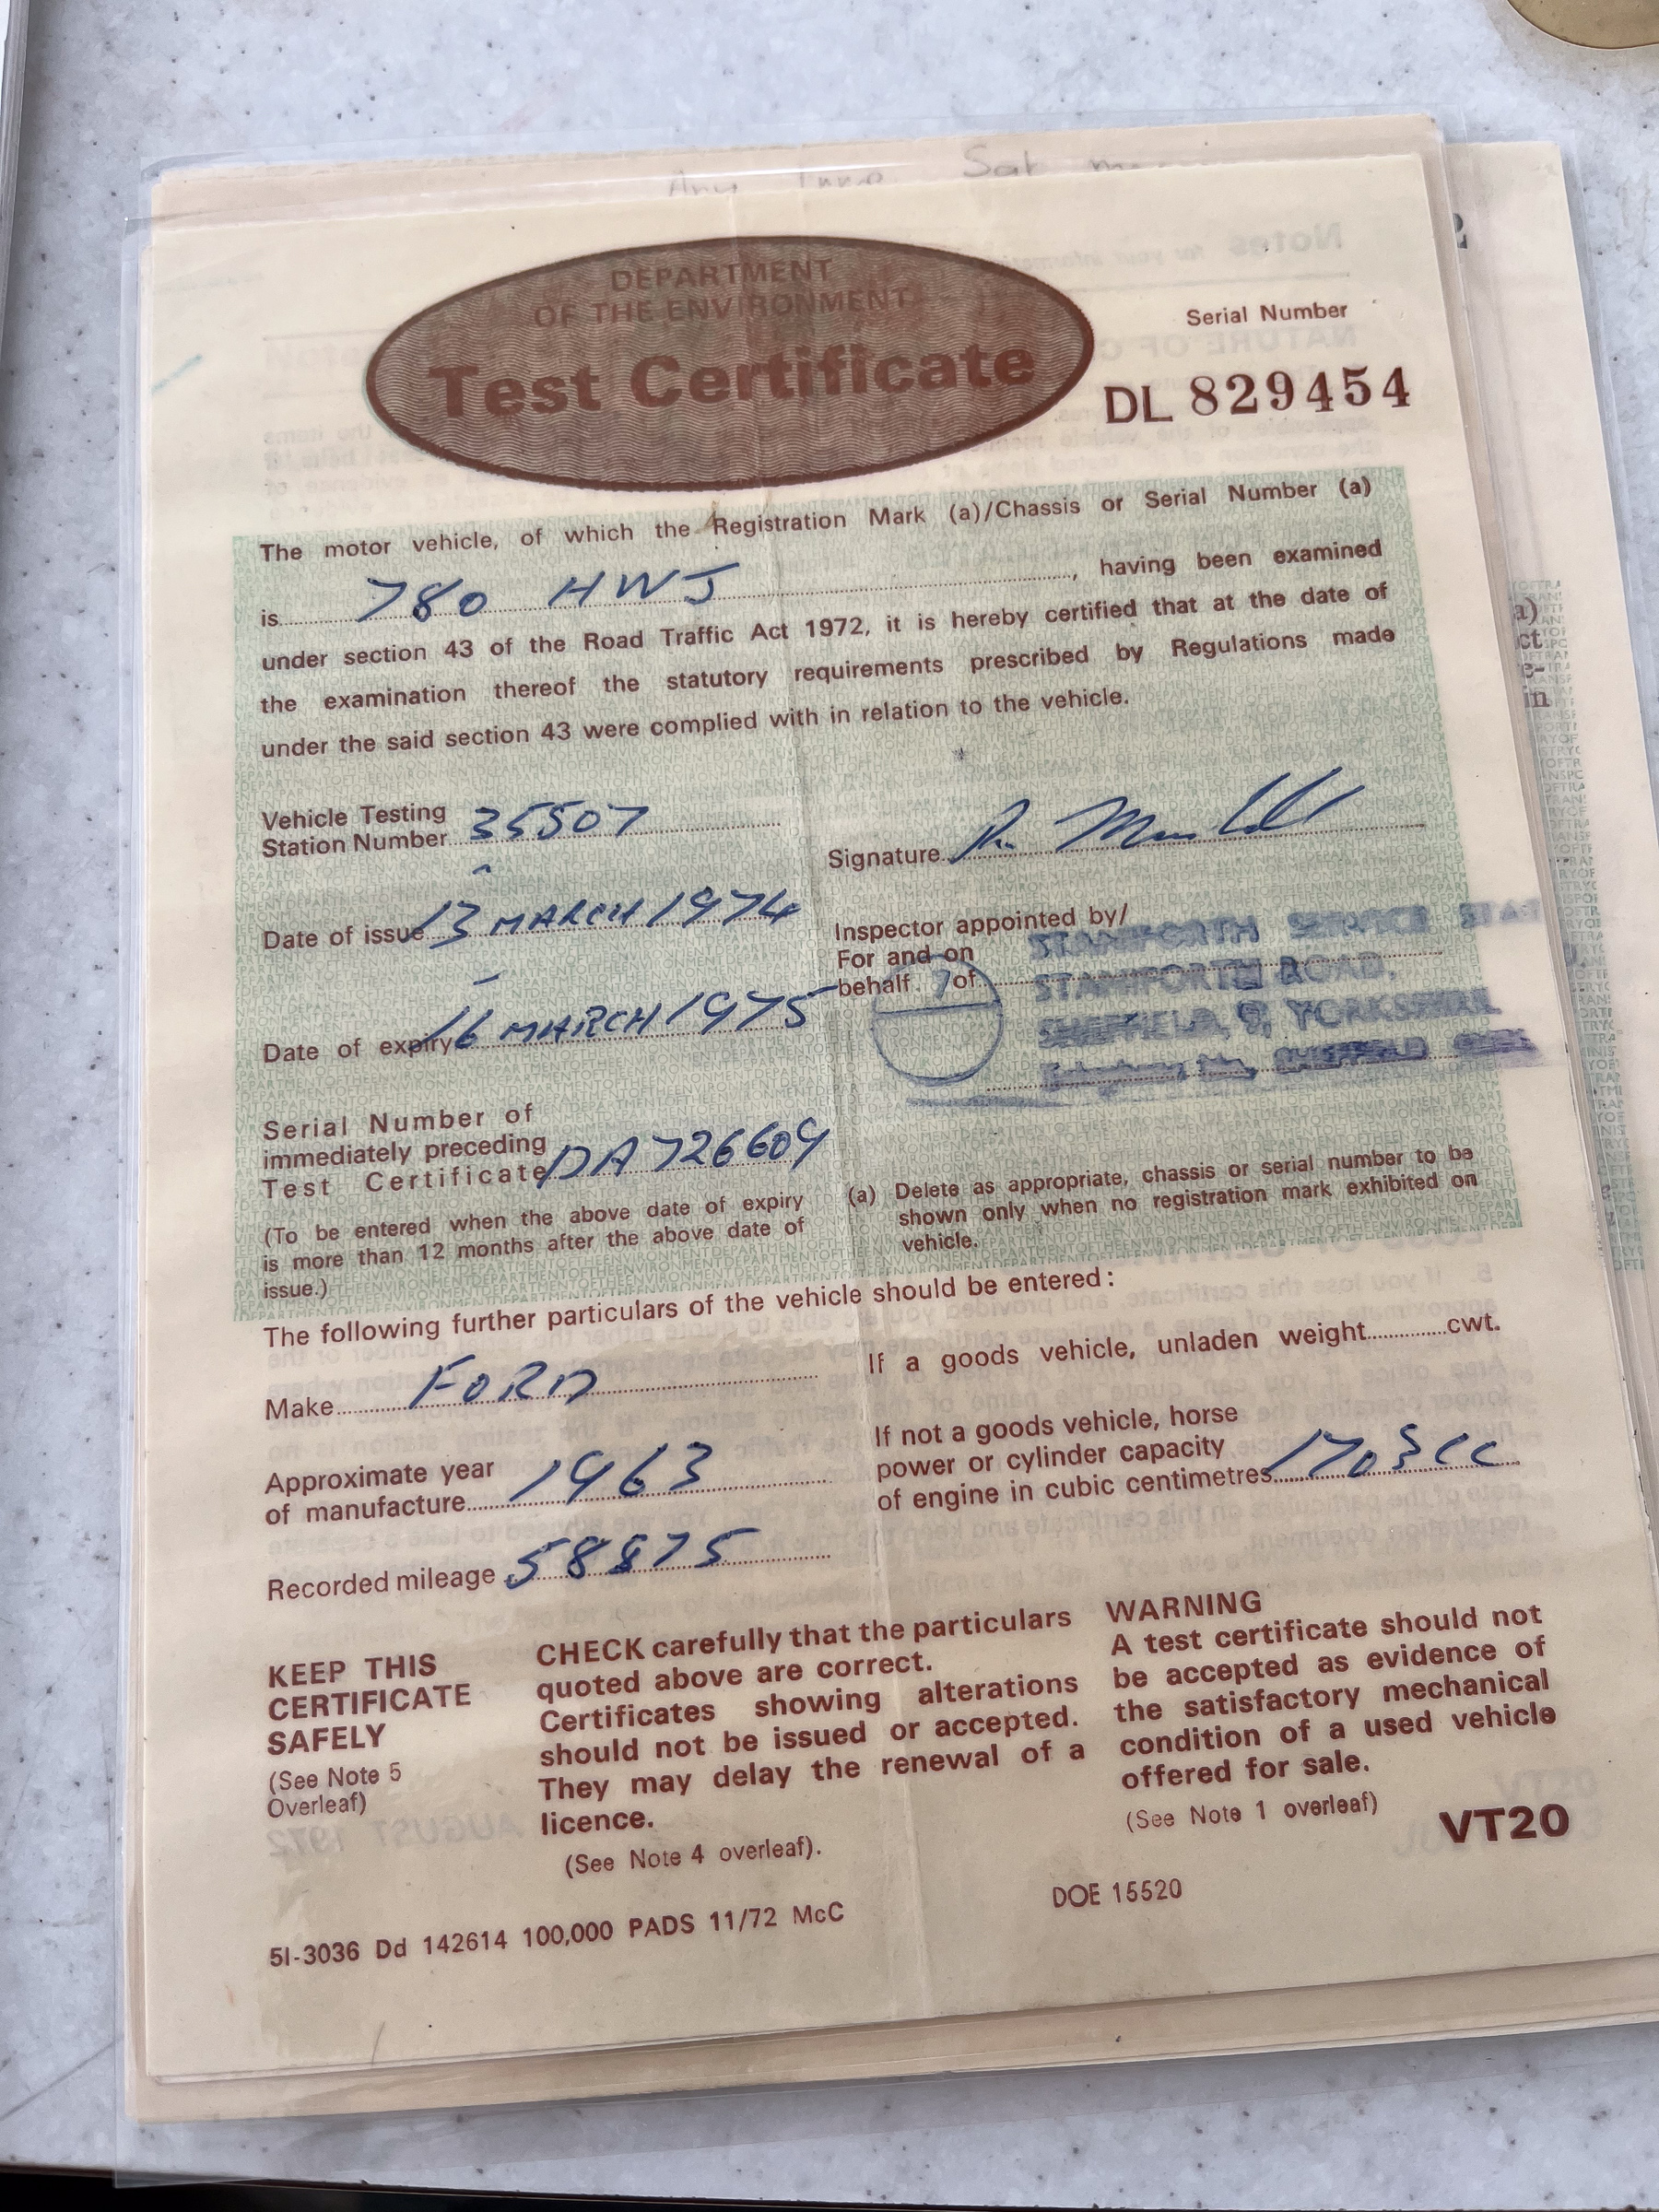 Sat
DEPARTMENT
OF THE ENVIRONMENT
Test Certificate
Serial Number
DL 829454
The motor vehicle, of which the Registration Mark (a)/Chassis or Serial Number (a)
is 780 HWJ, having been examined
under section 43 of the Road Traffic Act 1972, it is hereby certified that at the date of
the examination thereof the statutory requirements prescribed by Regulations made
under the said section 43 were complied with in relation to the vehicle.
Vehicle Testing
Station Number 35507
Signature
Date of issue 13 MARCH 1974
Inspector appointed by/
For and on
behalf of
STANIFORTH SERVICE STAT
STANIFORTH ROAD,
SHEFFIELD, 9, YORKSHIRE
SHEFFIELD
Date of expiry 16 MARCH 1975
Serial Number of
immediately preceding
Test Certificate DA 726609
(To be entered when the above date of expiry
is more than 12 months after the above date of
issue.)
(a) Delete as appropriate, chassis or serial number to be
shown only when no registration mark exhibited on
vehicle.
The following further particulars of the vehicle should be entered:
Make FORD
If a goods vehicle, unladen weight cwt.
Approximate year
of manufacture 1963
If not a goods vehicle, horse
power or cylinder capacity
of engine in cubic centimetres 1703 cc
Recorded mileage 58875
KEEP THIS
CERTIFICATE
SAFELY
(See Note 5
Overleaf)
CHECK carefully that the particulars
quoted above are correct.
Certificates showing alterations
should not be issued or accepted.
They may delay the renewal of a
licence.
(See Note 4 overleaf).
WARNING
A test certificate should not
be accepted as evidence of
the satisfactory mechanical
condition of a used vehicle
offered for sale.
(See Note 1 overleaf)
VT20
DOE 15520
51-3036 Dd 142614 100,000 PADS 11/72 McC